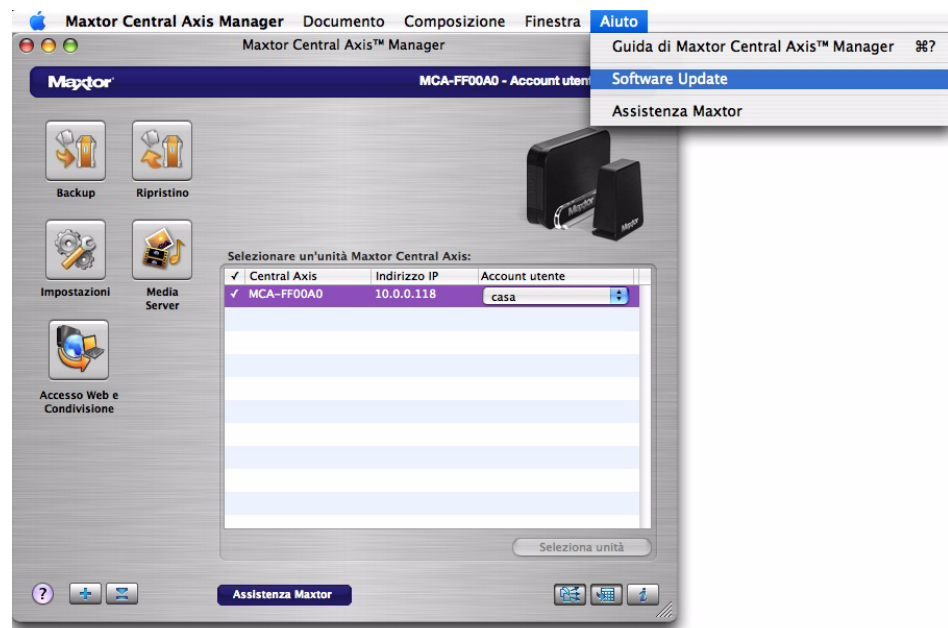 Maxtor Central Axis Manager Documento Composizione Finestra Aiuto
Maxtor Central Axis™ Manager
Guida di Maxtor Central Axis™ Manager ⌘?
Software Update
Assistenza Maxtor
Maxtor
MCA-FF00A0 - Account uten
Backup
Ripristino
Maxtor
Maxtor
Impostazioni
Media
Server
Accesso Web e
Condivisione
Selezionare un'unità Maxtor Central Axis:
✓ Central Axis Indirizzo IP Account utente
✓ MCA-FF00A0 10.0.0.118 casa
Seleziona unità
?
Assistenza Maxtor
i